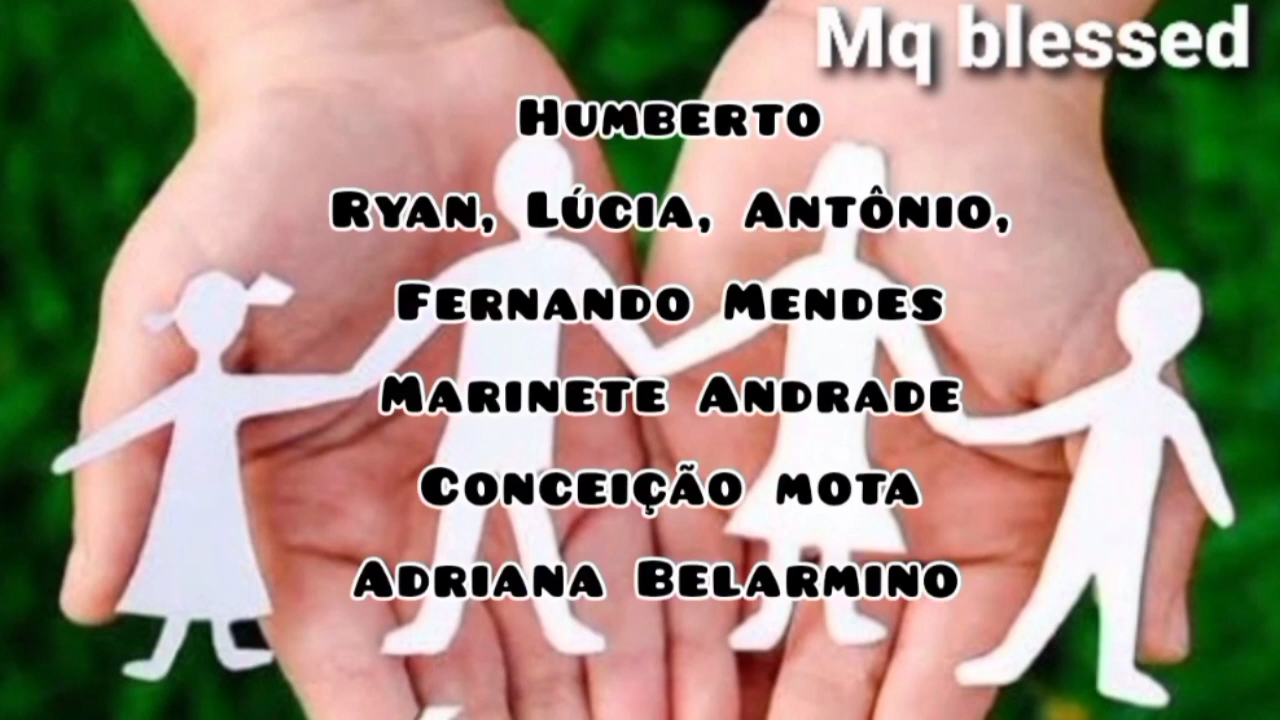 Mq blessed
Humberto
Ryan, Lúcia, Antônio,
Fernando Mendes
Marinete Andrade
Conceição mota
Adriana Belarmino